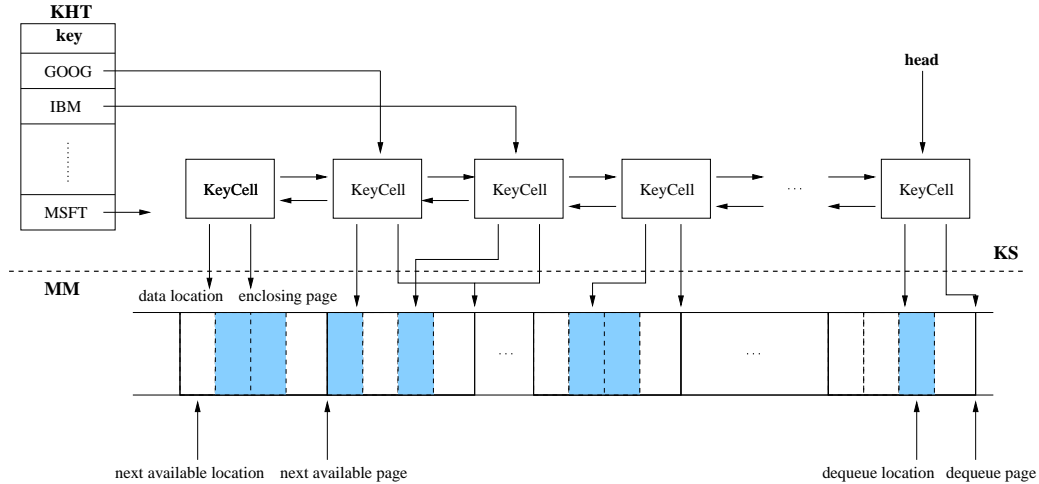 KHT
key
GOOG
IBM
MSFT
head
KeyCell
KeyCell
KeyCell
KeyCell
...
KeyCell
KS
MM
data location
enclosing page
...
...
next available location
next available page
dequeue location
dequeue page